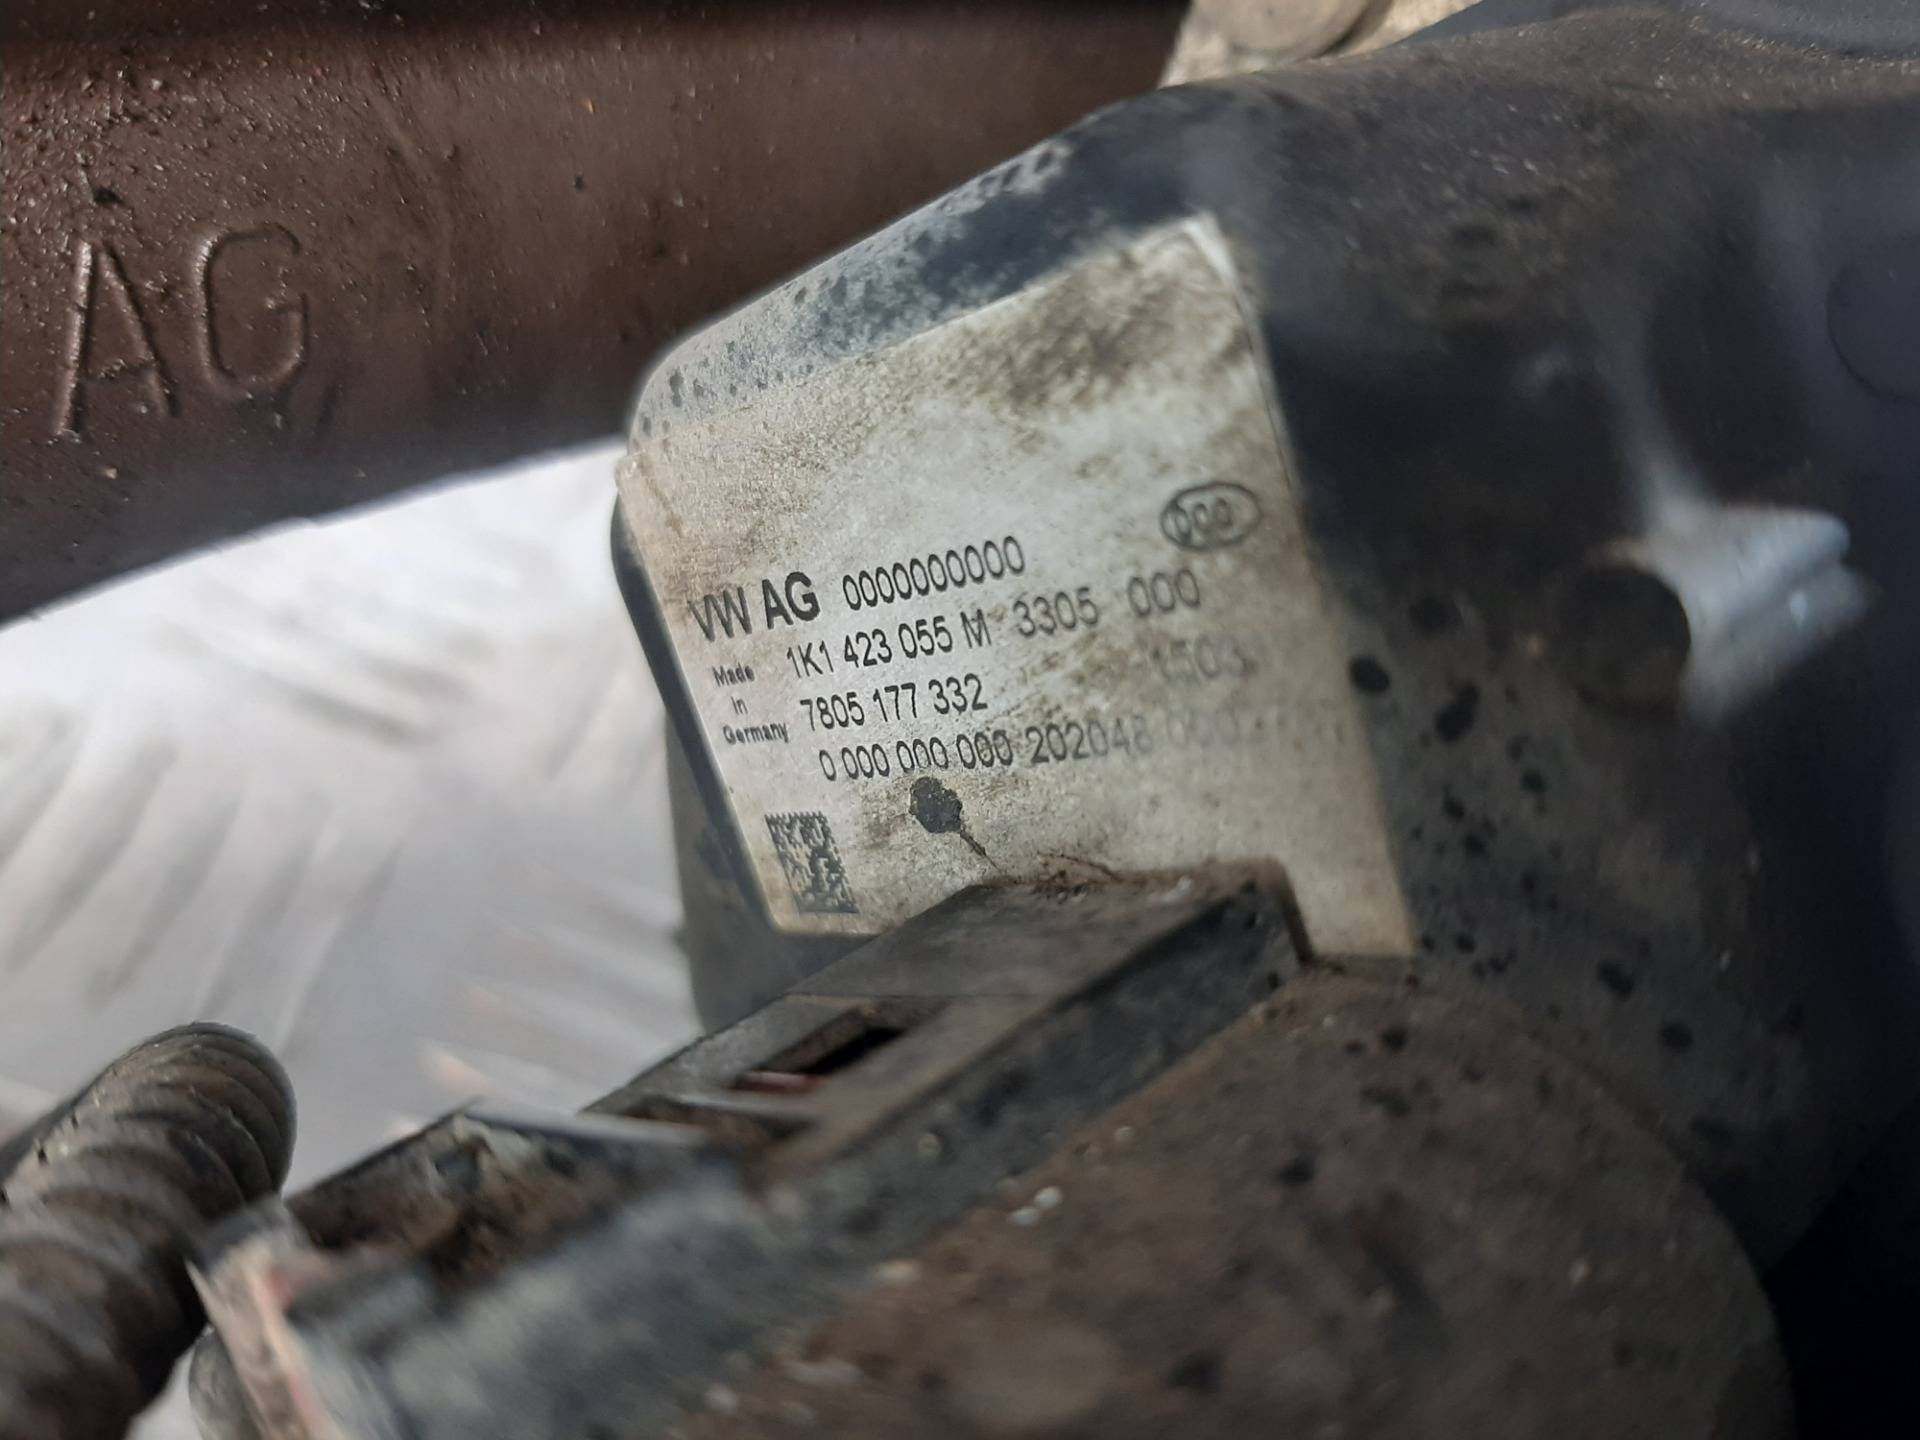 AG
000
VW AG 0000000000
1K1 423 055 M 3305 000
Made in Germany
7805 177 332
0 000 000 000 202048